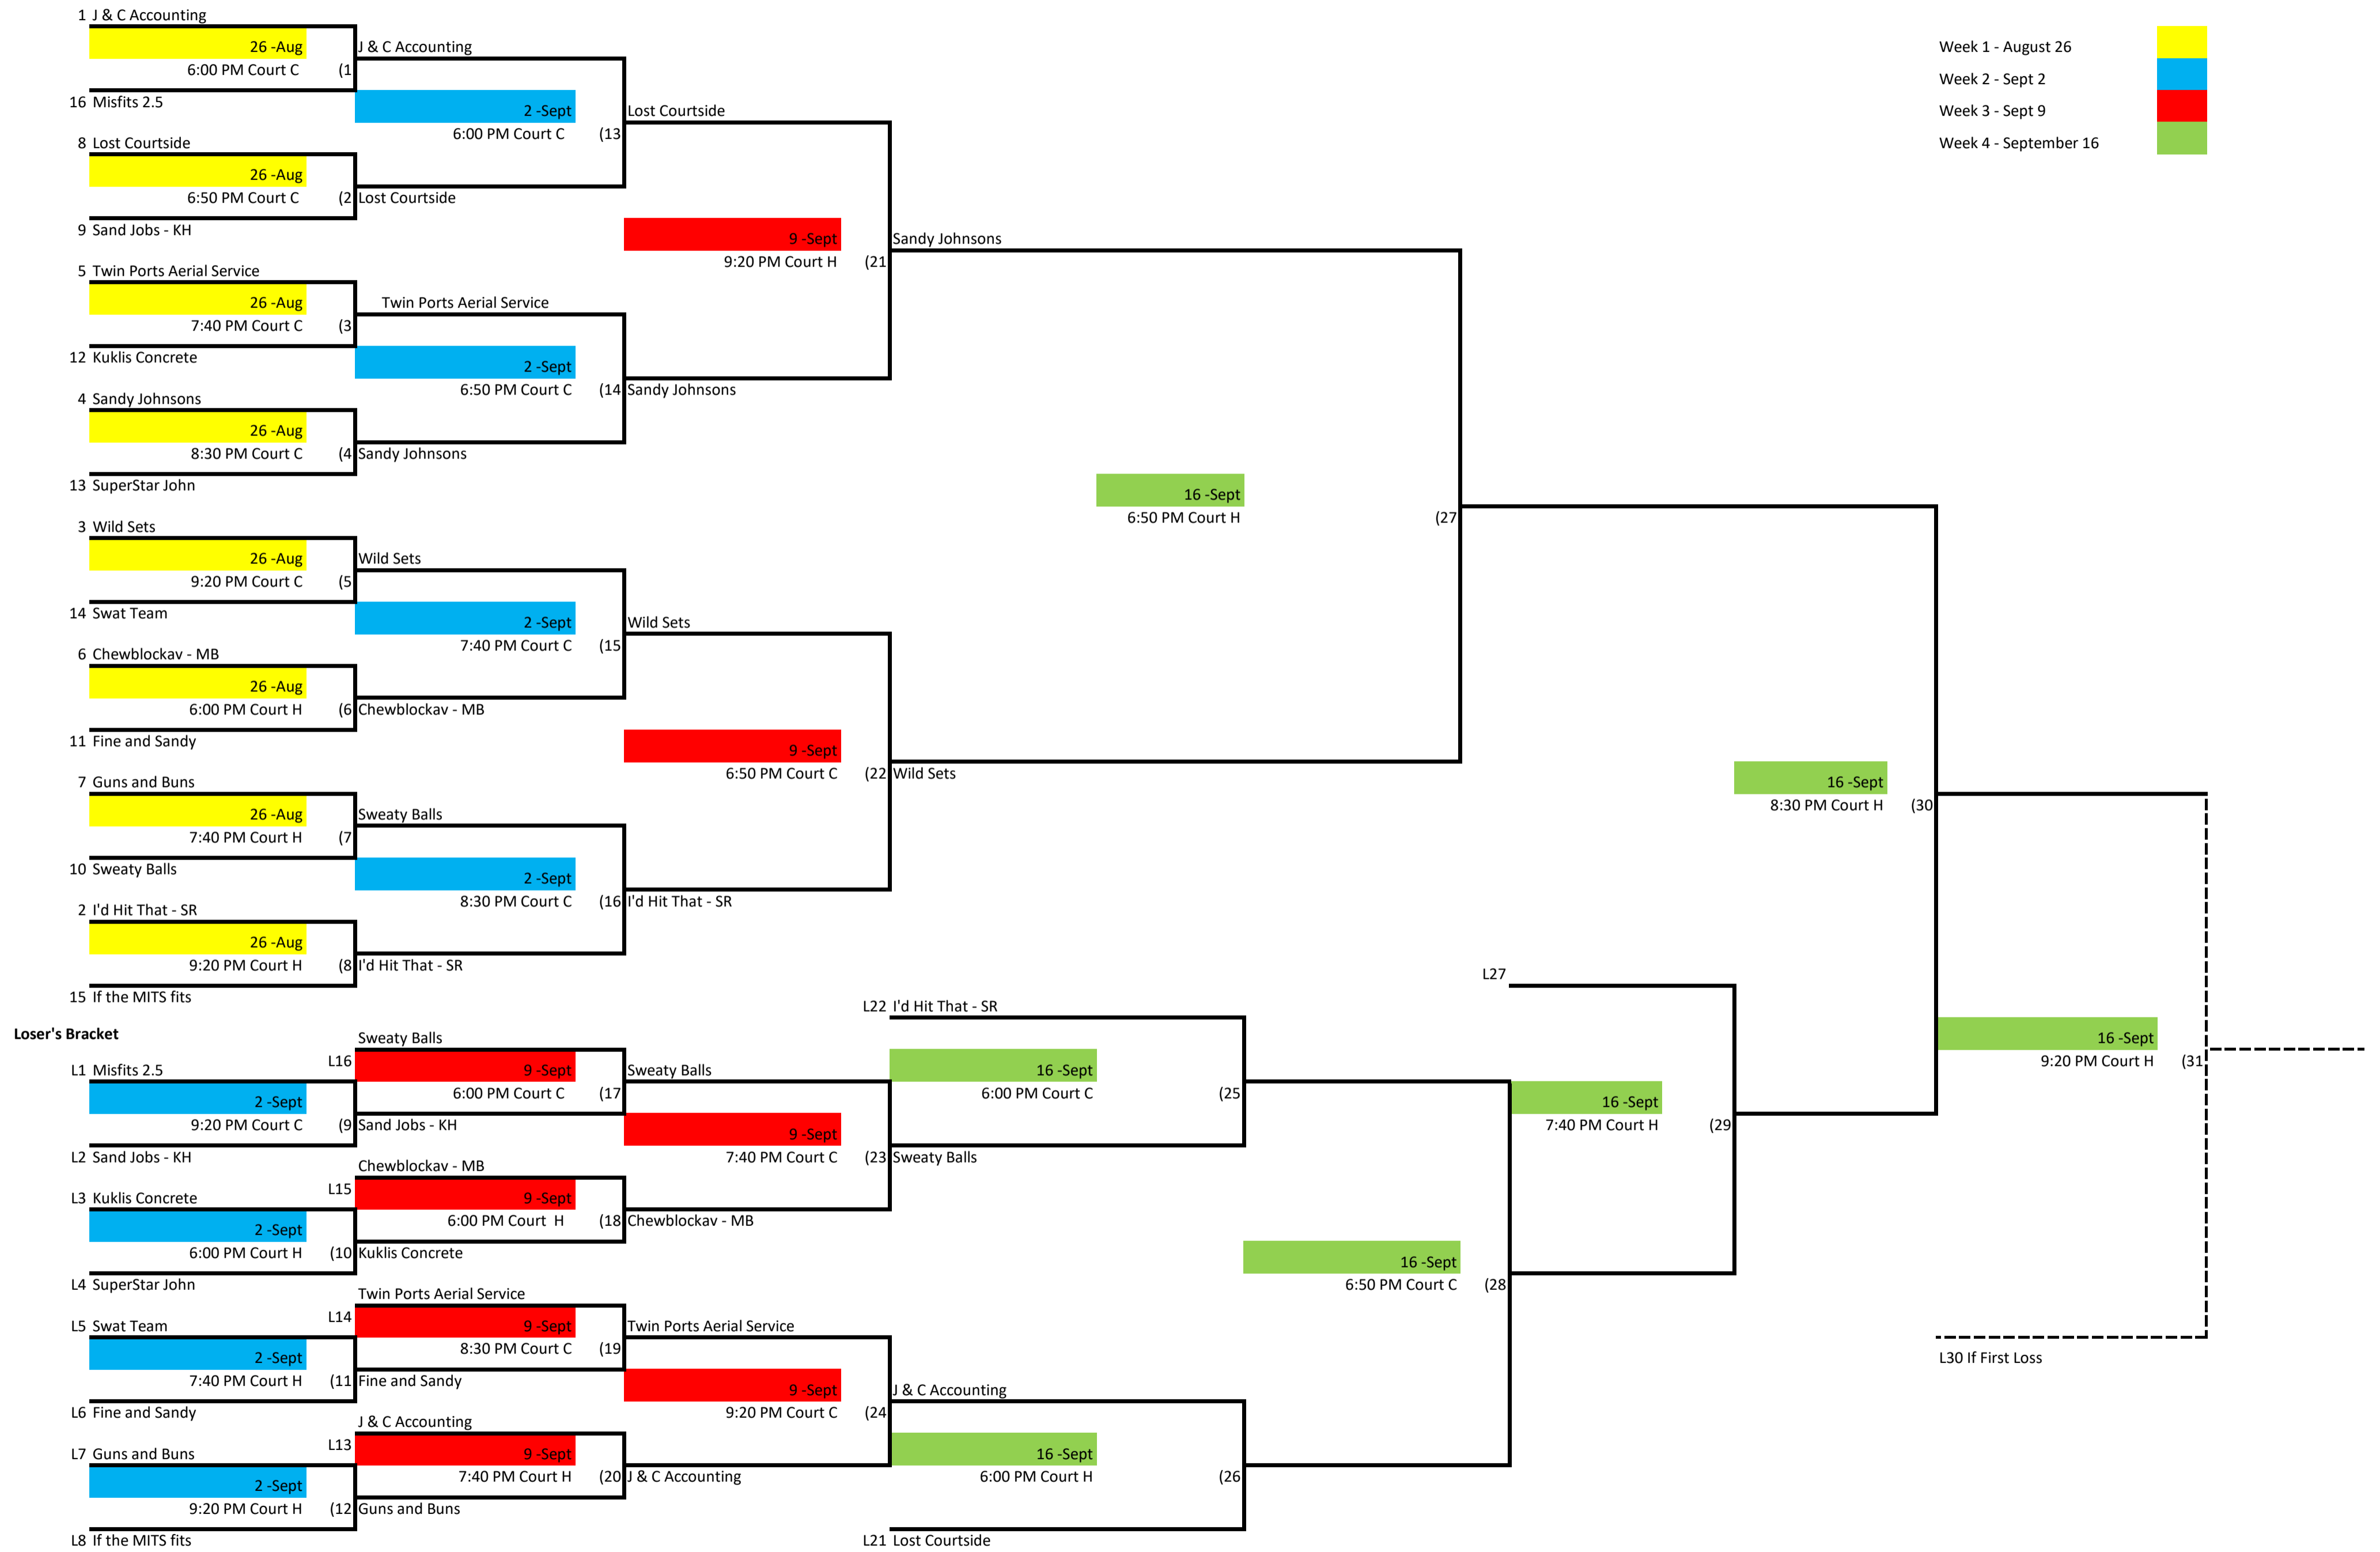 1 J & C Accounting
26 -Aug
6:00 PM Court C (1
16 Misfits 2.5
8 Lost Courtside
26 -Aug
6:50 PM Court C (2
9 Sand Jobs - KH
5 Twin Ports Aerial Service
26 -Aug
7:40 PM Court C (3
12 Kuklis Concrete
4 Sandy Johnsons
26 -Aug
8:30 PM Court C (4
13 SuperStar John
3 Wild Sets
26 -Aug
9:20 PM Court C (5
14 Swat Team
6 Chewblockav - MB
26 -Aug
6:00 PM Court H (6
11 Fine and Sandy
7 Guns and Buns
26 -Aug
7:40 PM Court H (7
10 Sweaty Balls
2 I'd Hit That - SR
26 -Aug
9:20 PM Court H (8
15 If the MITS fits
J & C Accounting
2 -Sept
6:00 PM Court C (13
Lost Courtside
Twin Ports Aerial Service
2 -Sept
6:50 PM Court C (14
Sandy Johnsons
Wild Sets
2 -Sept
7:40 PM Court C (15
Chewblockav - MB
Sweaty Balls
2 -Sept
8:30 PM Court C (16
I'd Hit That - SR
Lost Courtside
9 -Sept
9:20 PM Court H (21
Sandy Johnsons
Wild Sets
9 -Sept
6:50 PM Court C (22
I'd Hit That - SR
Sandy Johnsons
16 -Sept
6:50 PM Court H (27
Wild Sets
Week 1 - August 26
Week 2 - Sept 2
Week 3 - Sept 9
Week 4 - September 16
16 -Sept
8:30 PM Court H (30
Loser's Bracket
L1 Misfits 2.5
2 -Sept
9:20 PM Court C (9
L2 Sand Jobs - KH
L3 Kuklis Concrete
2 -Sept
6:00 PM Court H (10
L4 SuperStar John
L5 Swat Team
2 -Sept
7:40 PM Court H (11
L6 Fine and Sandy
L7 Guns and Buns
2 -Sept
9:20 PM Court H (12
L8 If the MITS fits
Sweaty Balls
L16
9 -Sept
6:00 PM Court C (17
Sand Jobs - KH
Chewblockav - MB
L15
9 -Sept
6:00 PM Court  H (18
Kuklis Concrete
Twin Ports Aerial Service
L14
9 -Sept
8:30 PM Court C (19
Fine and Sandy
J & C Accounting
L13
9 -Sept
7:40 PM Court H (20
Guns and Buns
Sweaty Balls
9 -Sept
7:40 PM Court C (23
Chewblockav - MB
Twin Ports Aerial Service
9 -Sept
9:20 PM Court C (24
J & C Accounting
L22 I'd Hit That - SR
16 -Sept
6:00 PM Court C (25
Sweaty Balls
J & C Accounting
16 -Sept
6:00 PM Court H (26
L21 Lost Courtside
16 -Sept
6:50 PM Court C (28
L27
16 -Sept
7:40 PM Court H (29
16 -Sept
9:20 PM Court H (31
L30 If First Loss